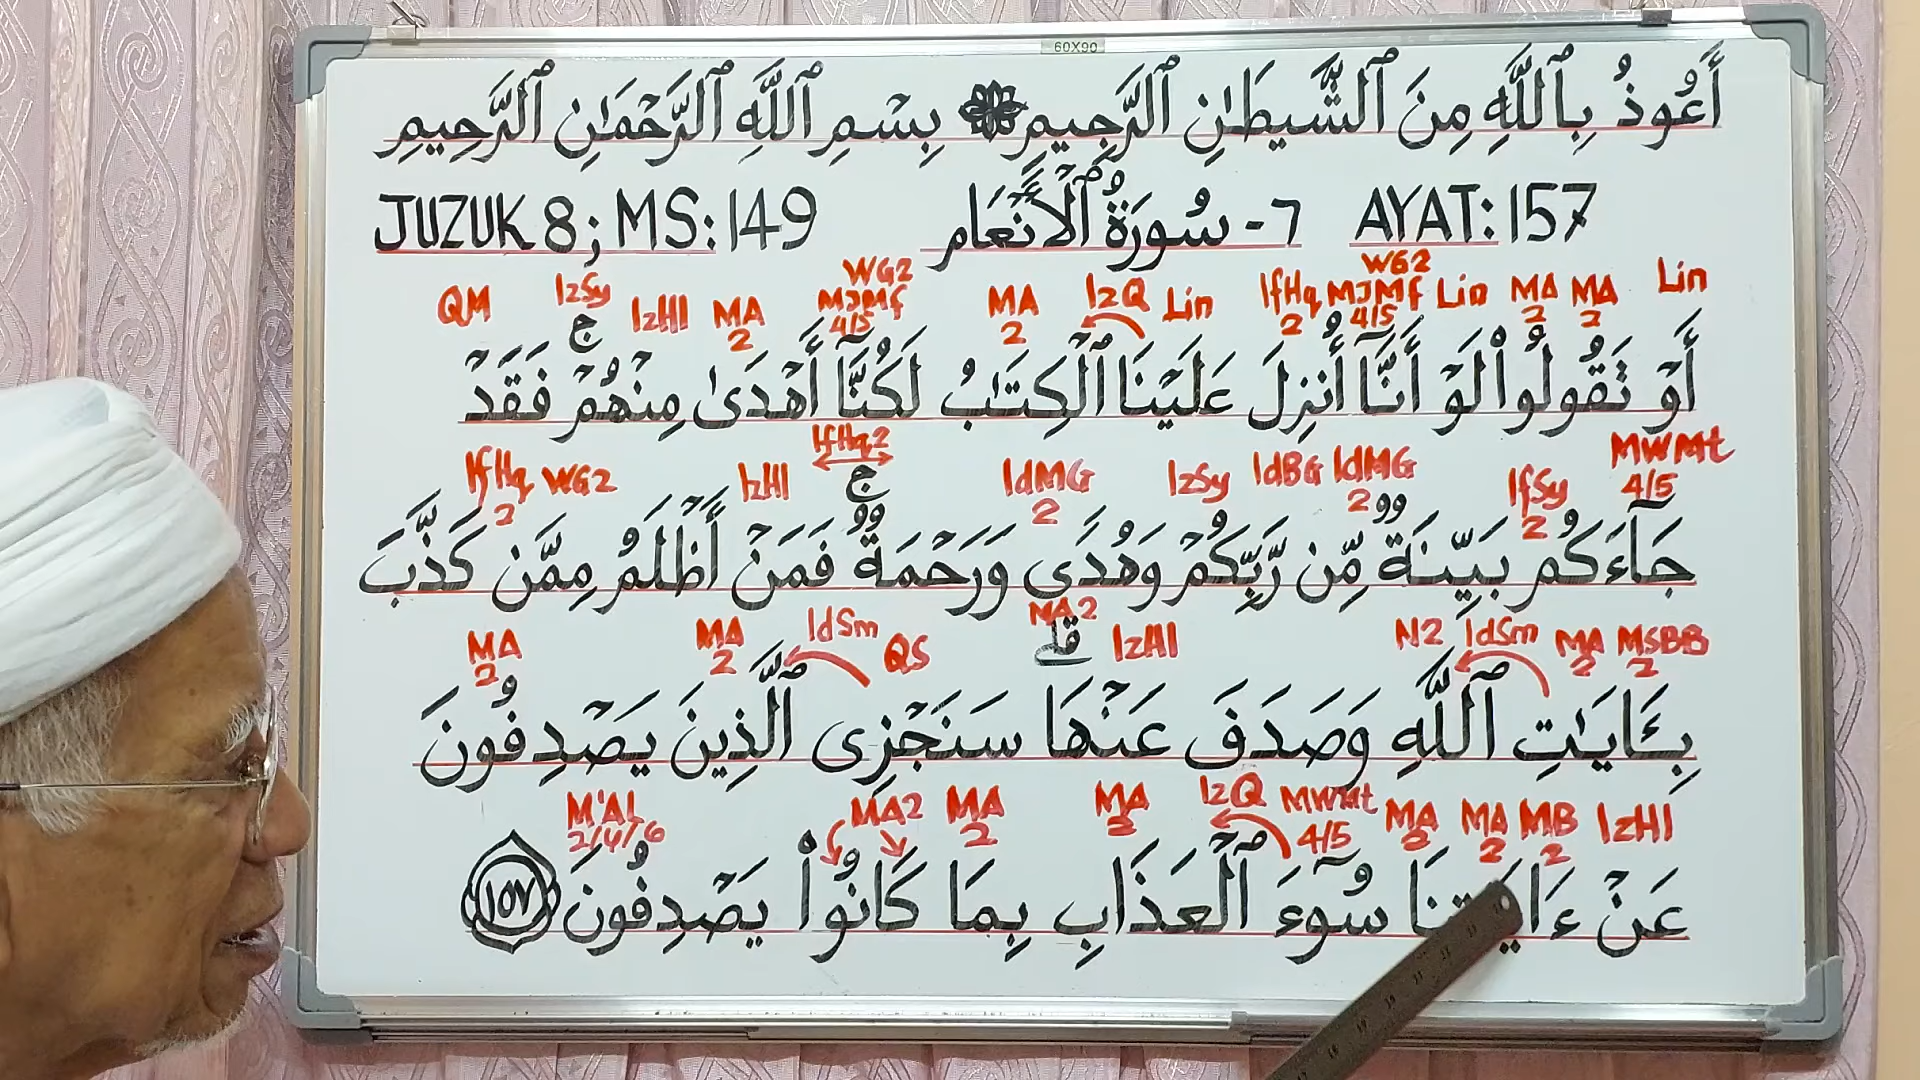 60X90
أَعُوذُ بِٱللَّهِ مِنَ ٱلشَّيْطَـٰنِ ٱلرَّجِيمِ ۞ بِسْمِ ٱللَّهِ ٱلرَّحْمَـٰنِ ٱلرَّحِيمِ
JUZUK 8; MS: 149 ٦- سُورَةُ ٱلْأَنْعَام AYAT: 157
QM IzSy IzHl MA 2 WG2 MJMf 4/5 MA 2 IzQ Lin IfHq 2 WG2 MJMf 4/5 Lin MA 2 MA 2 Lin
أَوْ تَقُولُوا۟ لَوْ أَنَّآ أُنزِلَ عَلَيْنَا ٱلْكِتَـٰبُ لَكُنَّآ أَهْدَىٰ مِنْهُمْ ۚ فَقَدْ
IfHq 2 WG2 IzHl IfHq2 IdMG 2 IzSy IdBG IdMG 2 IfSy 2 MWMt 4/5
جَآءَكُم بَيِّنَةٌ مِّن رَّبِّكُمْ وَهُدًى وَرَحْمَةٌ ۚ فَمَنْ أَظْلَمُ مِمَّن كَذَّبَ
MA 2 MA 2 IdSm QS MA 2 IzHl N2 IdSm MA 2 MSBB 2
بِـَٔايَـٰتِ ٱللَّهِ وَصَدَفَ عَنْهَا ۗ سَنَجْزِى ٱلَّذِينَ يَصْدِفُونَ
M'AL 2/4/6 MA2 MA 2 MA 2 IzQ MWMt 4/5 MA 2 MA 2 MB 2 IzHl
عَنْ ءَايَـٰتِنَا سُوٓءَ ٱلْعَذَابِ بِمَا كَانُوا۟ يَصْدِفُونَ ١٥٧